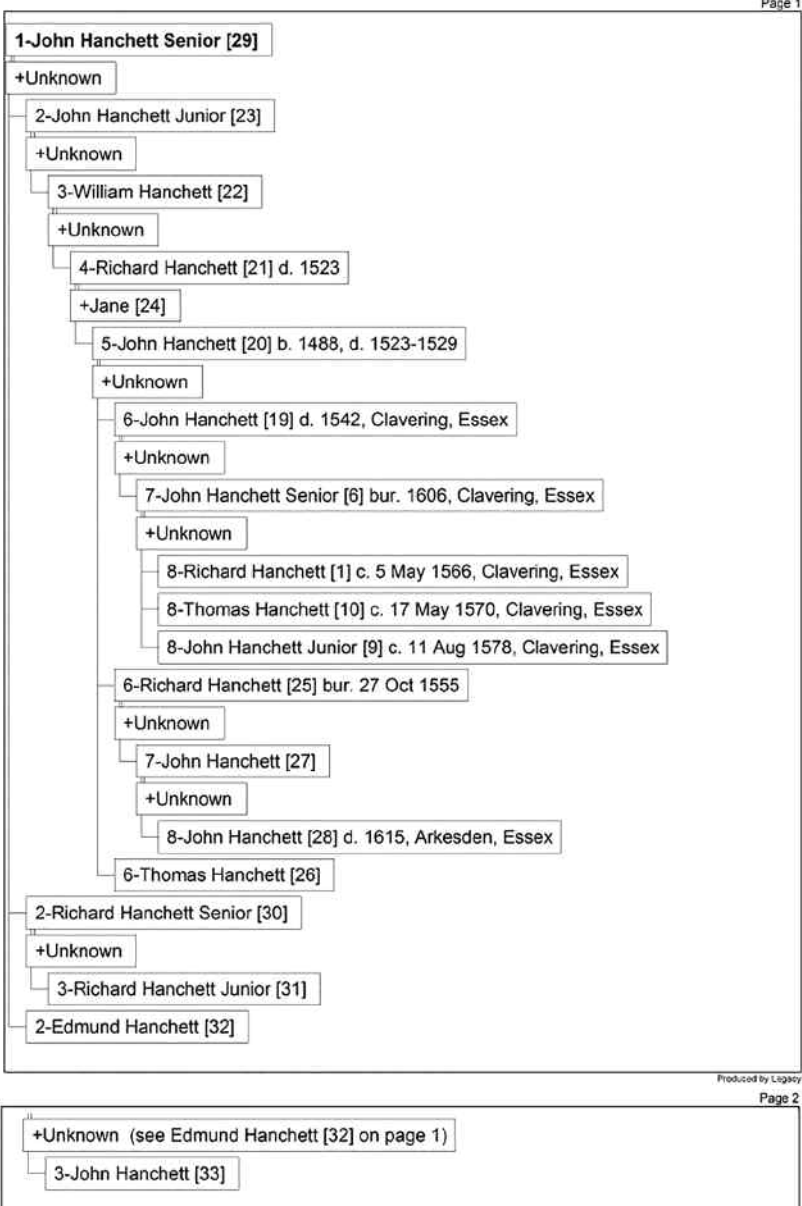 Page 1
1-John Hanchett Senior [29]
+Unknown
2-John Hanchett Junior [23]
+Unknown
3-William Hanchett [22]
+Unknown
4-Richard Hanchett [21] d. 1523
+Jane [24]
5-John Hanchett [20] b. 1488, d. 1523-1529
+Unknown
6-John Hanchett [19] d. 1542, Clavering, Essex
+Unknown
7-John Hanchett Senior [6] bur. 1606, Clavering, Essex
+Unknown
8-Richard Hanchett [1] c. 5 May 1566, Clavering, Essex
8-Thomas Hanchett [10] c. 17 May 1570, Clavering, Essex
8-John Hanchett Junior [9] c. 11 Aug 1578, Clavering, Essex
6-Richard Hanchett [25] bur. 27 Oct 1555
+Unknown
7-John Hanchett [27]
+Unknown
8-John Hanchett [28] d. 1615, Arkesden, Essex
6-Thomas Hanchett [26]
2-Richard Hanchett Senior [30]
+Unknown
3-Richard Hanchett Junior [31]
2-Edmund Hanchett [32]
Produced by Legacy
Page 2
+Unknown (see Edmund Hanchett [32] on page 1)
3-John Hanchett [33]